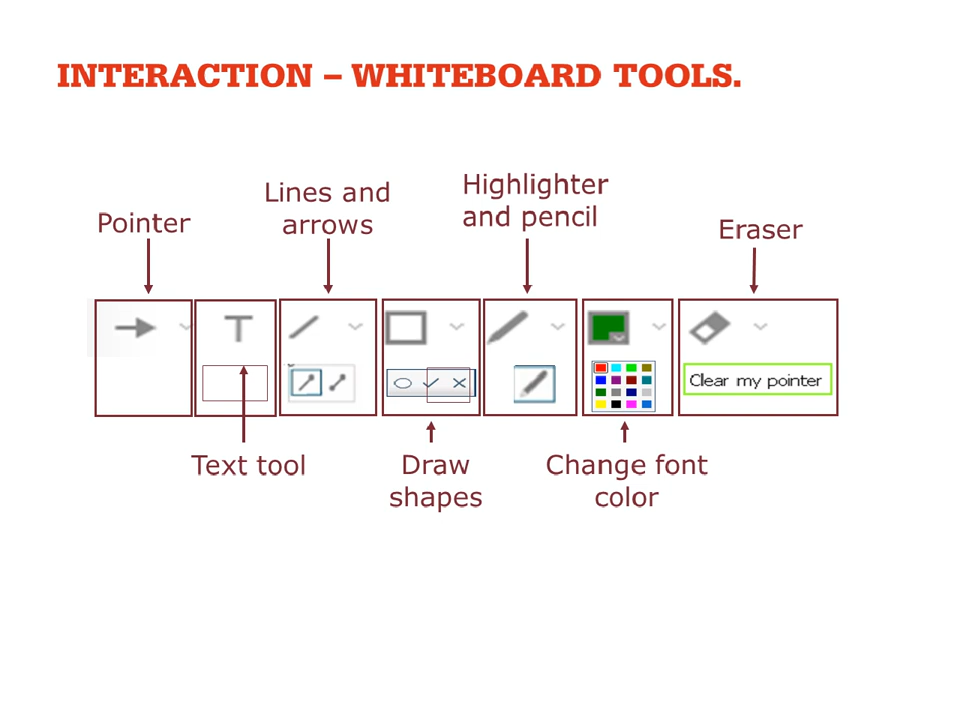 INTERACTION – WHITEBOARD TOOLS.
Pointer
Lines and
arrows
Highlighter
and pencil
Eraser
T
Clear my pointer
Text tool
Draw
shapes
Change font
color